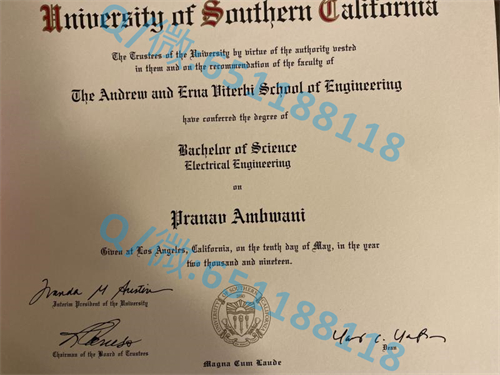 University of Southern California
The Trustees of the University by virtue of the authority vested
in them and on the recommendation of the faculty of
The Andrew and Erna Viterbi School of Engineering
have conferred the degree of
Bachelor of Science
Electrical Engineering
on
Pranav Ambwani
Given at Los Angeles, California, on the tenth day of May, in the year
two thousand and nineteen.
Wanda M Austin
Interim President of the University
Chairman of the Board of Trustees
Dean
Magna Cum Laude
Q/微.651188118
Q/微.651188118